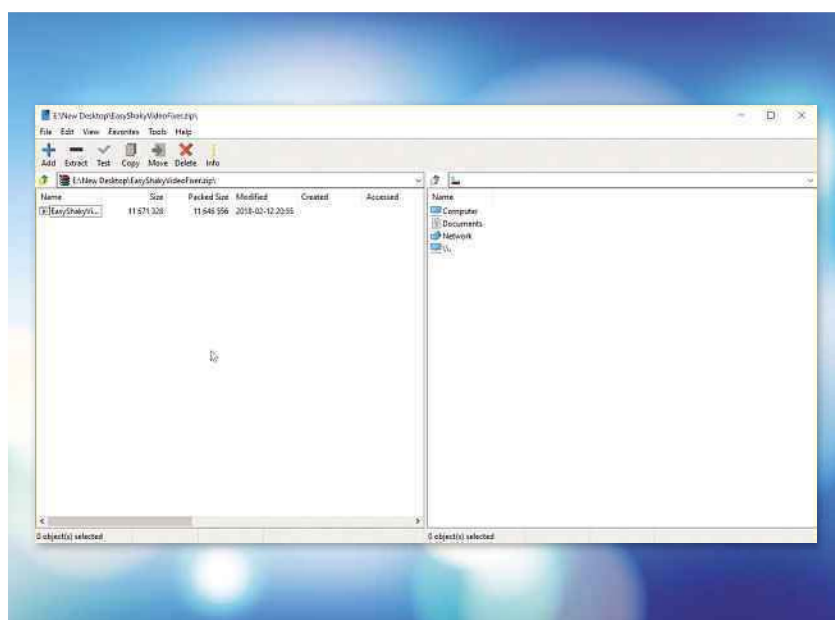 E:\New Desktop\EasyShakyVideoFixer.zip\
File Edit View Favorites Tools Help
Add Extract Test Copy Move Delete Info
E:\New Desktop\EasyShakyVideoFixer.zip\
Name Size Packed Size Modified Created Accessed
EasyShakyVi... 11 671 328 11 646 556 2018-02-12 20:55
Name
Computer
Documents
Network
\\.
0 object(s) selected
0 object(s) selected